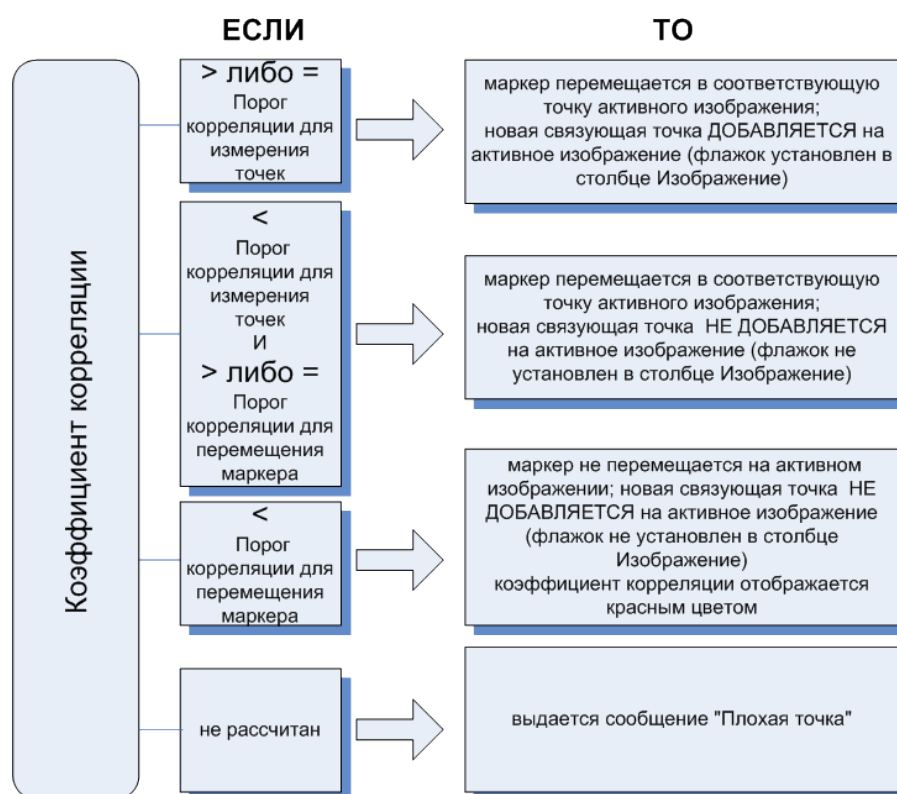 ЕСЛИ
ТО
Коэффициент корреляции
> либо =
Порог
корреляции для
измерения
точек
маркер перемещается в соответствующую
точку активного изображения;
новая связующая точка ДОБАВЛЯЕТСЯ на
активное изображение (флажок установлен в
столбце Изображение)
<
Порог
корреляции для
измерения
точек
И
> либо =
Порог
корреляции для
перемещения
маркера
маркер перемещается в соответствующую
точку активного изображения;
новая связующая точка НЕ ДОБАВЛЯЕТСЯ
на активное изображение (флажок не
установлен в столбце Изображение)
<
Порог
корреляции для
перемещения
маркера
маркер не перемещается на активном
изображении; новая связующая точка НЕ
ДОБАВЛЯЕТСЯ на активное изображение
(флажок не установлен в столбце
Изображение)
коэффициент корреляции отображается
красным цветом
не рассчитан
выдается сообщение "Плохая точка"